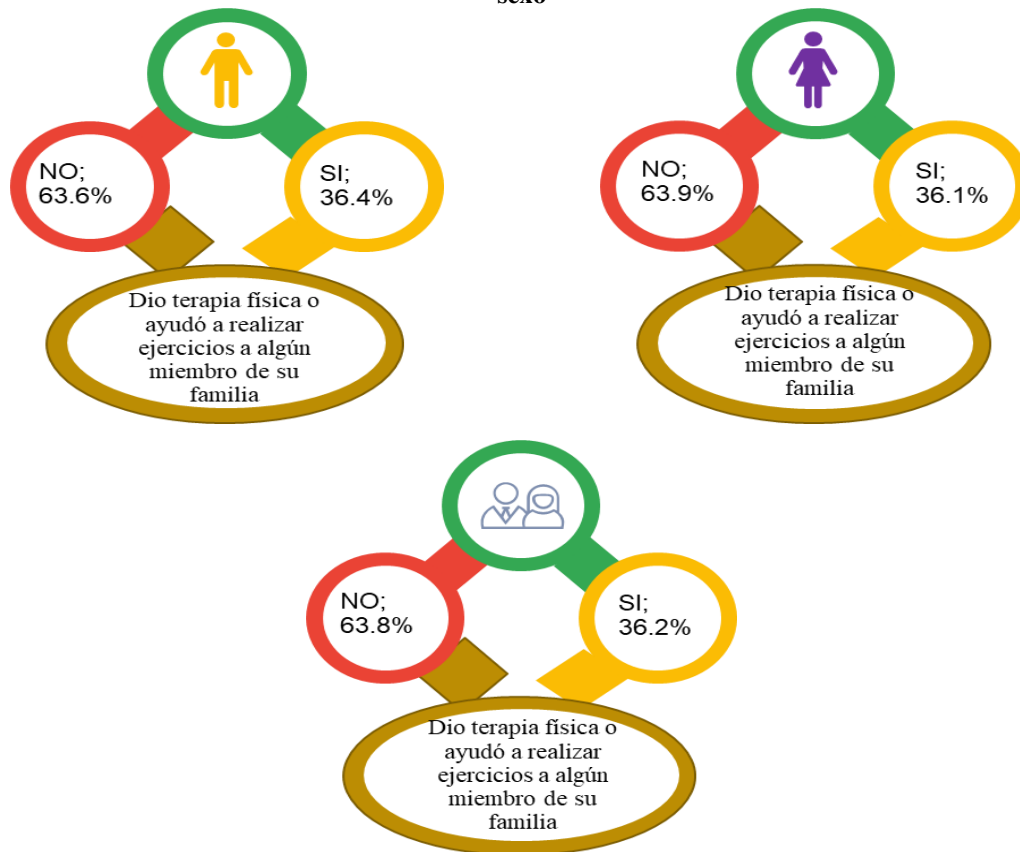 sexo
NO;
63.6%
SI;
36.4%
Dio terapia física o
ayudó a realizar
ejercicios a algún
miembro de su
familia
NO;
63.9%
SI;
36.1%
Dio terapia física o
ayudó a realizar
ejercicios a algún
miembro de su
familia
NO;
63.8%
SI;
36.2%
Dio terapia física o
ayudó a realizar
ejercicios a algún
miembro de su
familia